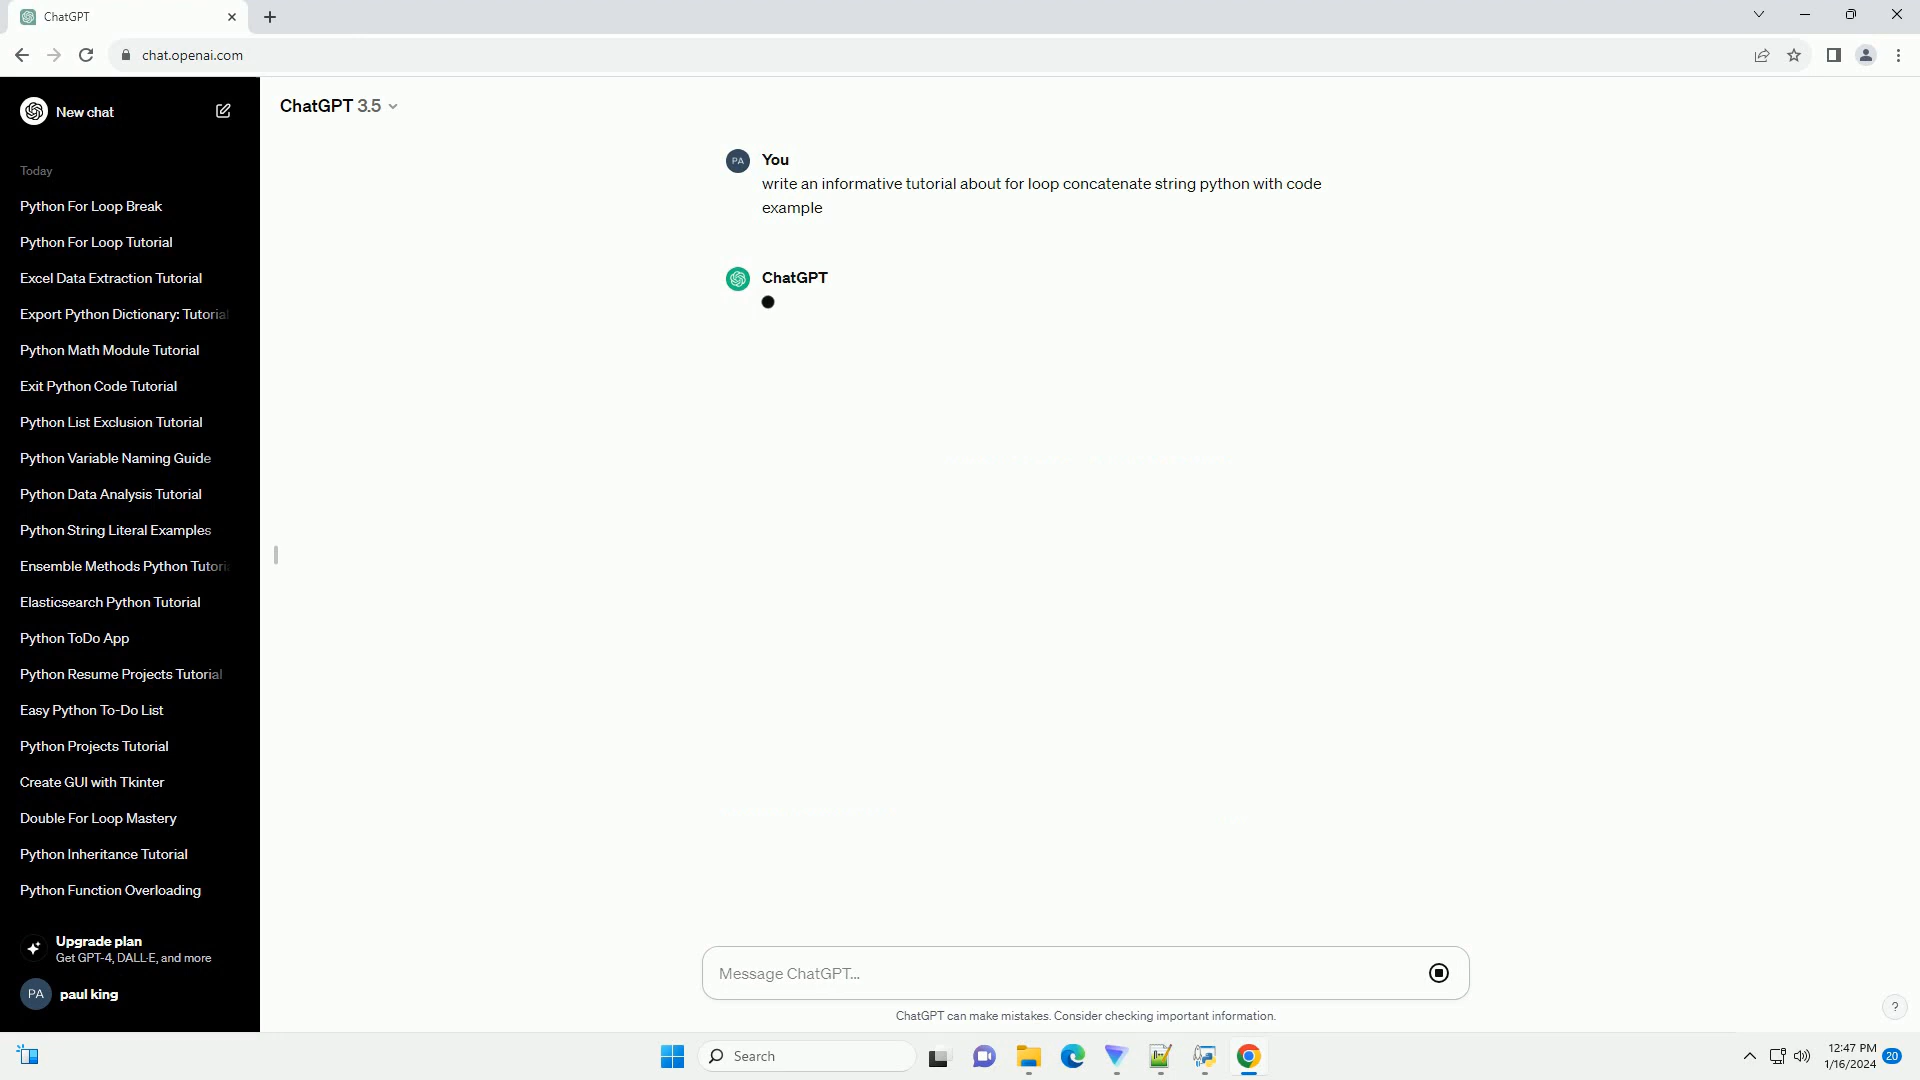 ChatGPT
chat.openai.com
New chat
Today
Python For Loop Break
Python For Loop Tutorial
Excel Data Extraction Tutorial
Export Python Dictionary: Tutorial
Python Math Module Tutorial
Exit Python Code Tutorial
Python List Exclusion Tutorial
Python Variable Naming Guide
Python Data Analysis Tutorial
Python String Literal Examples
Ensemble Methods Python Tutori
Elasticsearch Python Tutorial
Python ToDo App
Python Resume Projects Tutorial
Easy Python To-Do List
Python Projects Tutorial
Create GUI with Tkinter
Double For Loop Mastery
Python Inheritance Tutorial
Python Function Overloading
Upgrade plan
Get GPT-4, DALL·E, and more
PA paul king
ChatGPT 3.5
PA You
write an informative tutorial about for loop concatenate string python with code
example
ChatGPT
Message ChatGPT...
ChatGPT can make mistakes. Consider checking important information.
?
Search
12:47 PM
1/16/2024
20